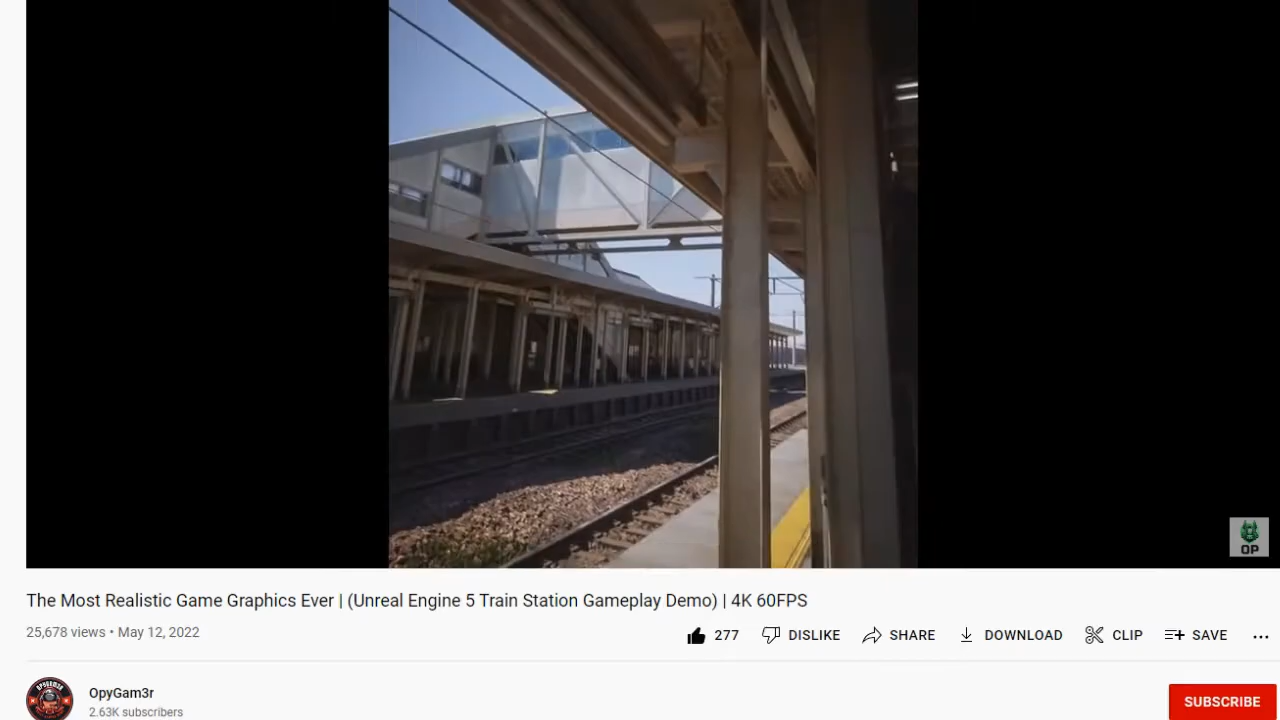 OP
The Most Realistic Game Graphics Ever | (Unreal Engine 5 Train Station Gameplay Demo) | 4K 60FPS
25,678 views • May 12, 2022
277 DISLIKE SHARE DOWNLOAD CLIP SAVE ...
OPYGAM3R
OpyGam3r
2.63K subscribers
SUBSCRIBE